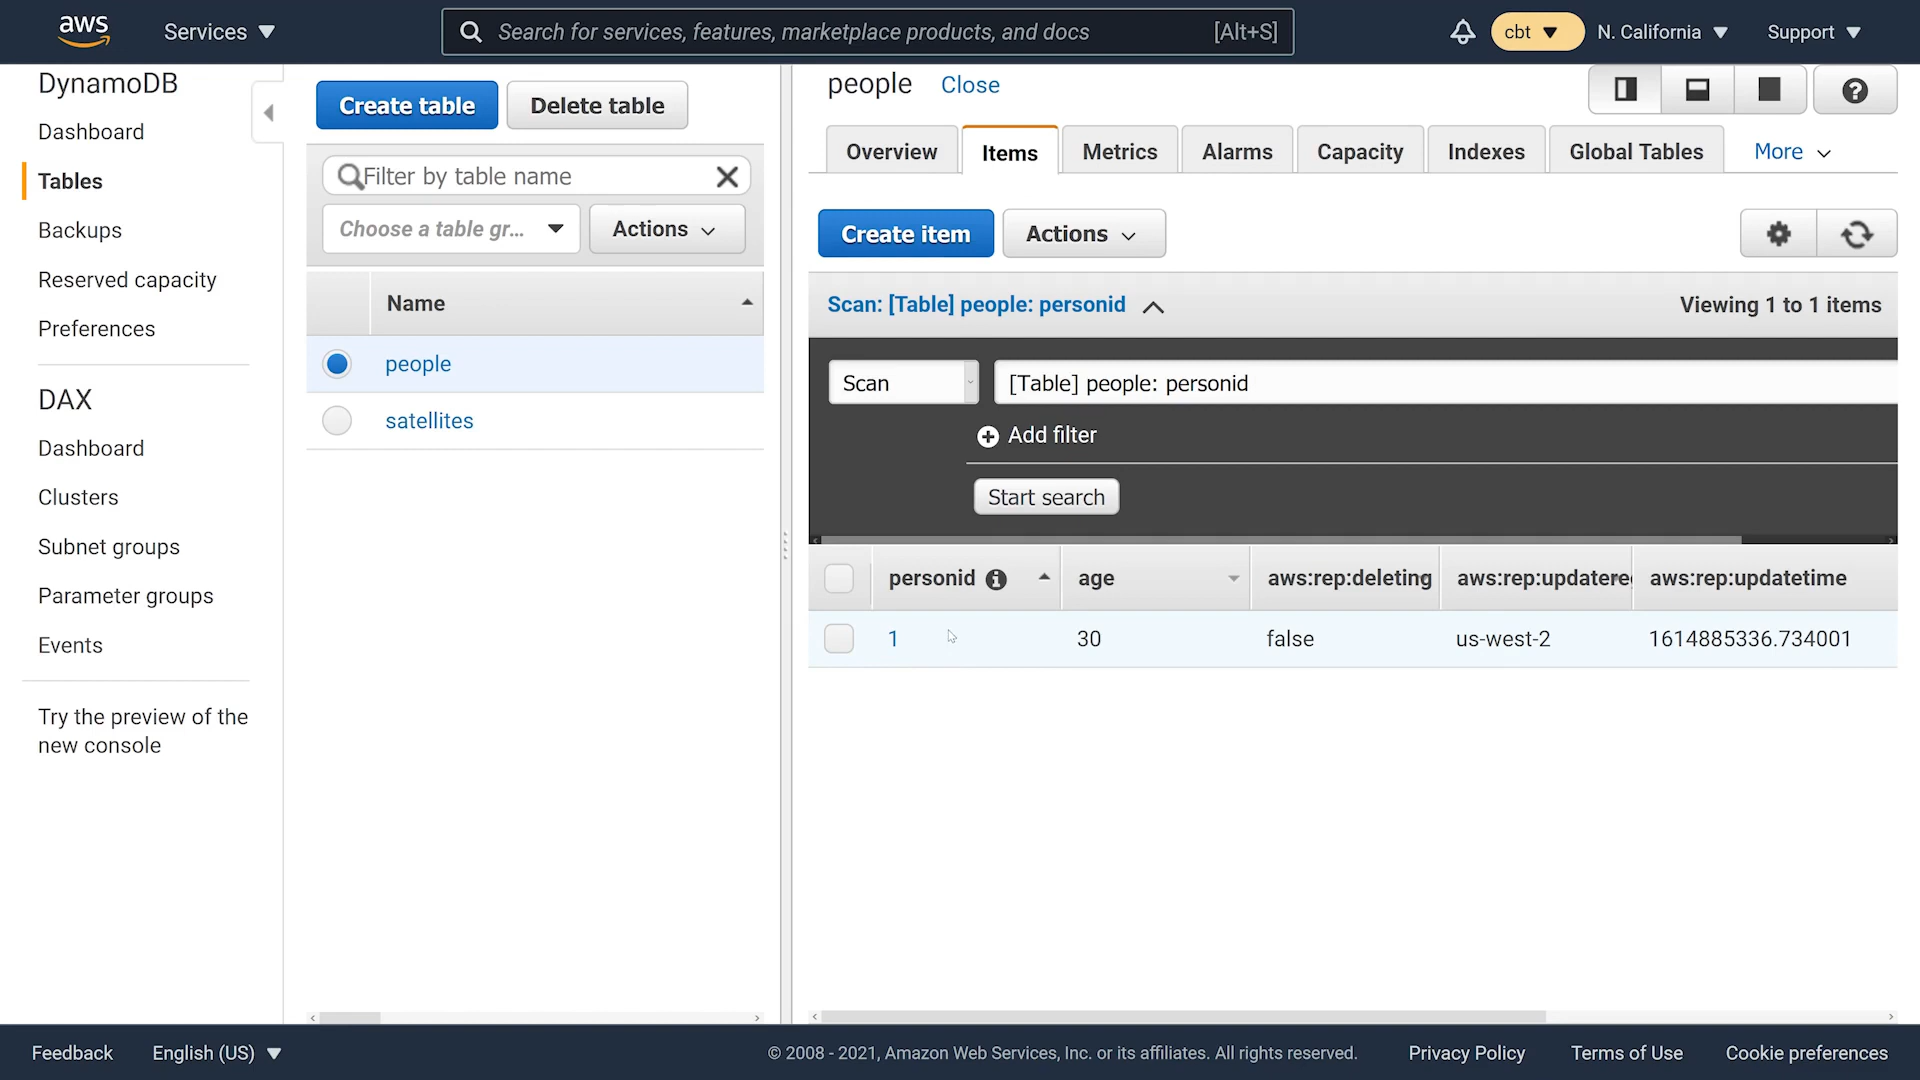 aws
Services
Search for services, features, marketplace products, and docs
[Alt+S]
cbt
N. California
Support
DynamoDB
Dashboard
Tables
Backups
Reserved capacity
Preferences
DAX
Dashboard
Clusters
Subnet groups
Parameter groups
Events
Try the preview of the
new console
Create table
Delete table
Filter by table name
Choose a table gr...
Actions
Name
people
satellites
people
Close
Overview
Items
Metrics
Alarms
Capacity
Indexes
Global Tables
More
Create item
Actions
Scan: [Table] people: personid
Viewing 1 to 1 items
Scan
[Table] people: personid
Add filter
Start search
personid age aws:rep:deleting aws:rep:updatere aws:rep:updatetime
1 30 false us-west-2 1614885336.734001
Feedback
English (US)
© 2008 - 2021, Amazon Web Services, Inc. or its affiliates. All rights reserved.
Privacy Policy
Terms of Use
Cookie preferences